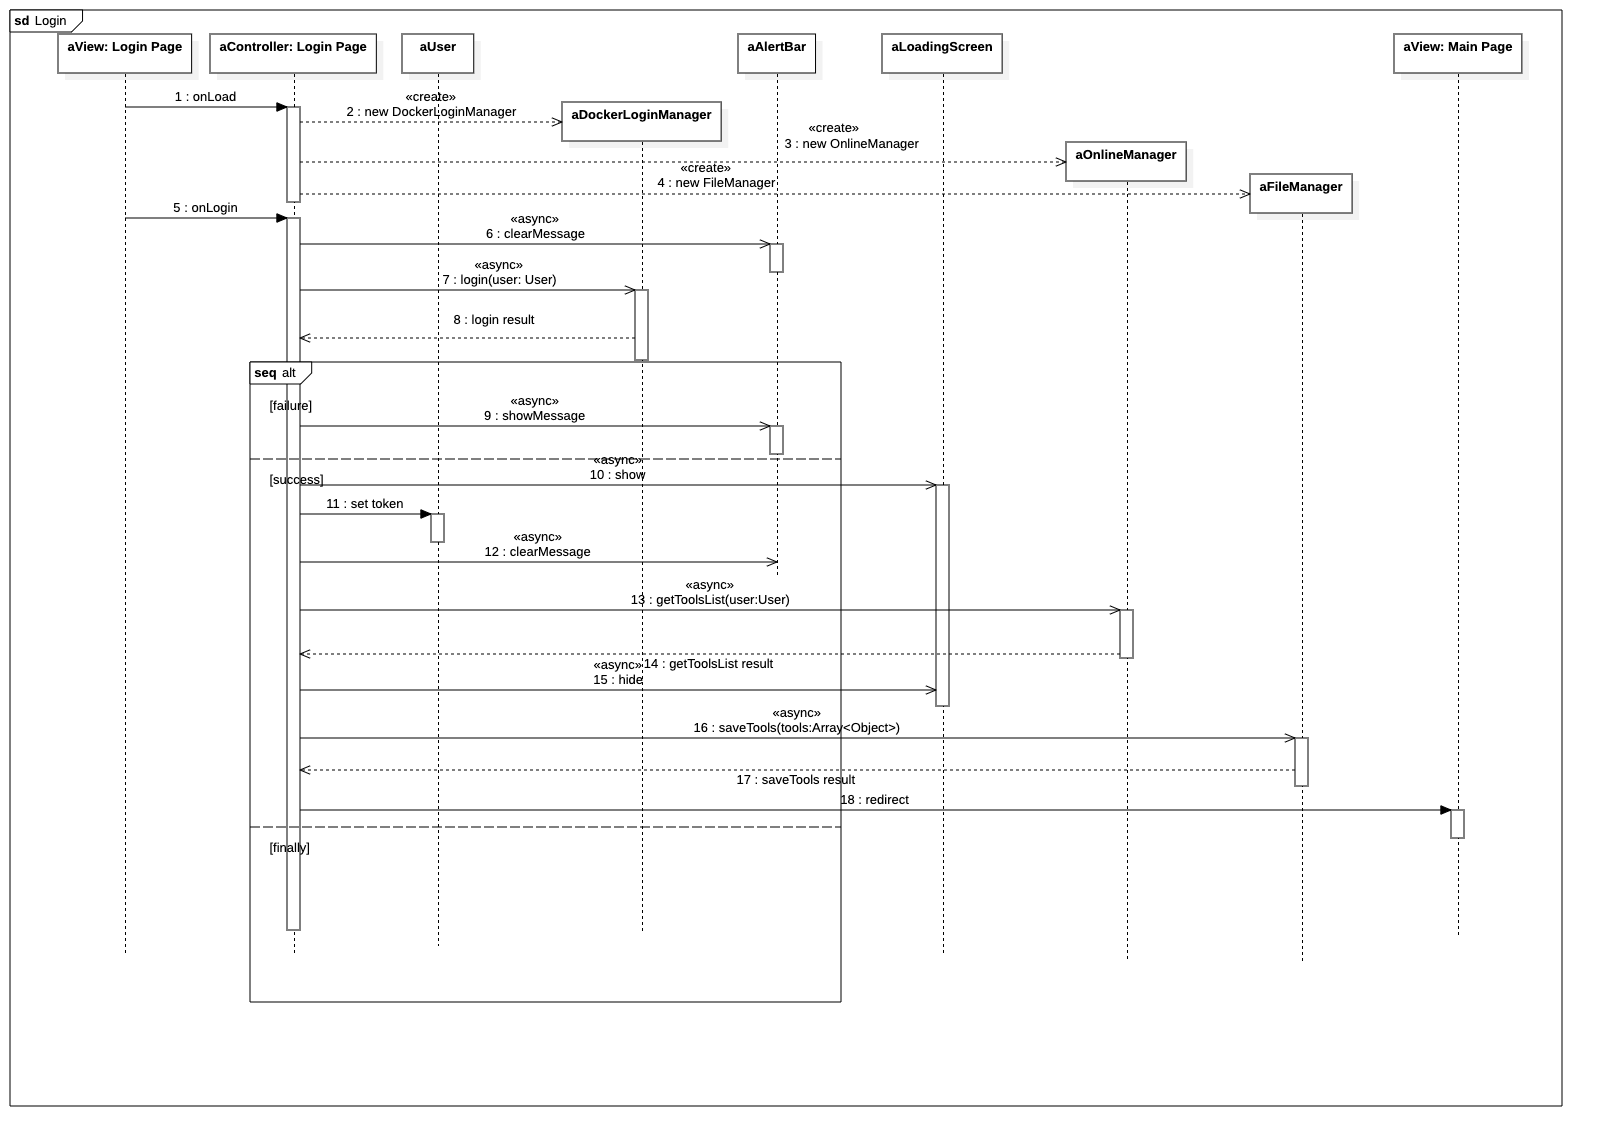 sd Login
aView: Login Page
aController: Login Page
aUser
aAlertBar
aLoadingScreen
aView: Main Page
1 : onLoad
«create»
2 : new DockerLoginManager
aDockerLoginManager
«create»
3 : new OnlineManager
aOnlineManager
«create»
4 : new FileManager
aFileManager
5 : onLogin
«async»
6 : clearMessage
«async»
7 : login(user: User)
8 : login result
seq alt
[failure]
«async»
9 : showMessage
«async»
10 : show
[success]
11 : set token
«async»
12 : clearMessage
«async»
13 : getToolsList(user:User)
14 : getToolsList result
«async»
15 : hide
«async»
16 : saveTools(tools:Array<Object>)
17 : saveTools result
18 : redirect
[finally]